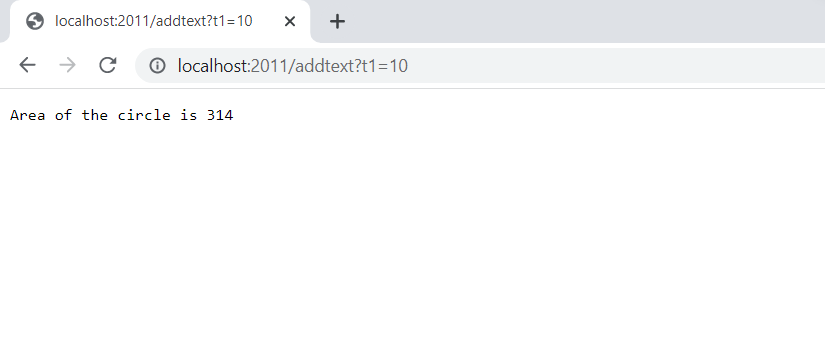 localhost:2011/addtext?t1=10
localhost:2011/addtext?t1=10
Area of the circle is 314